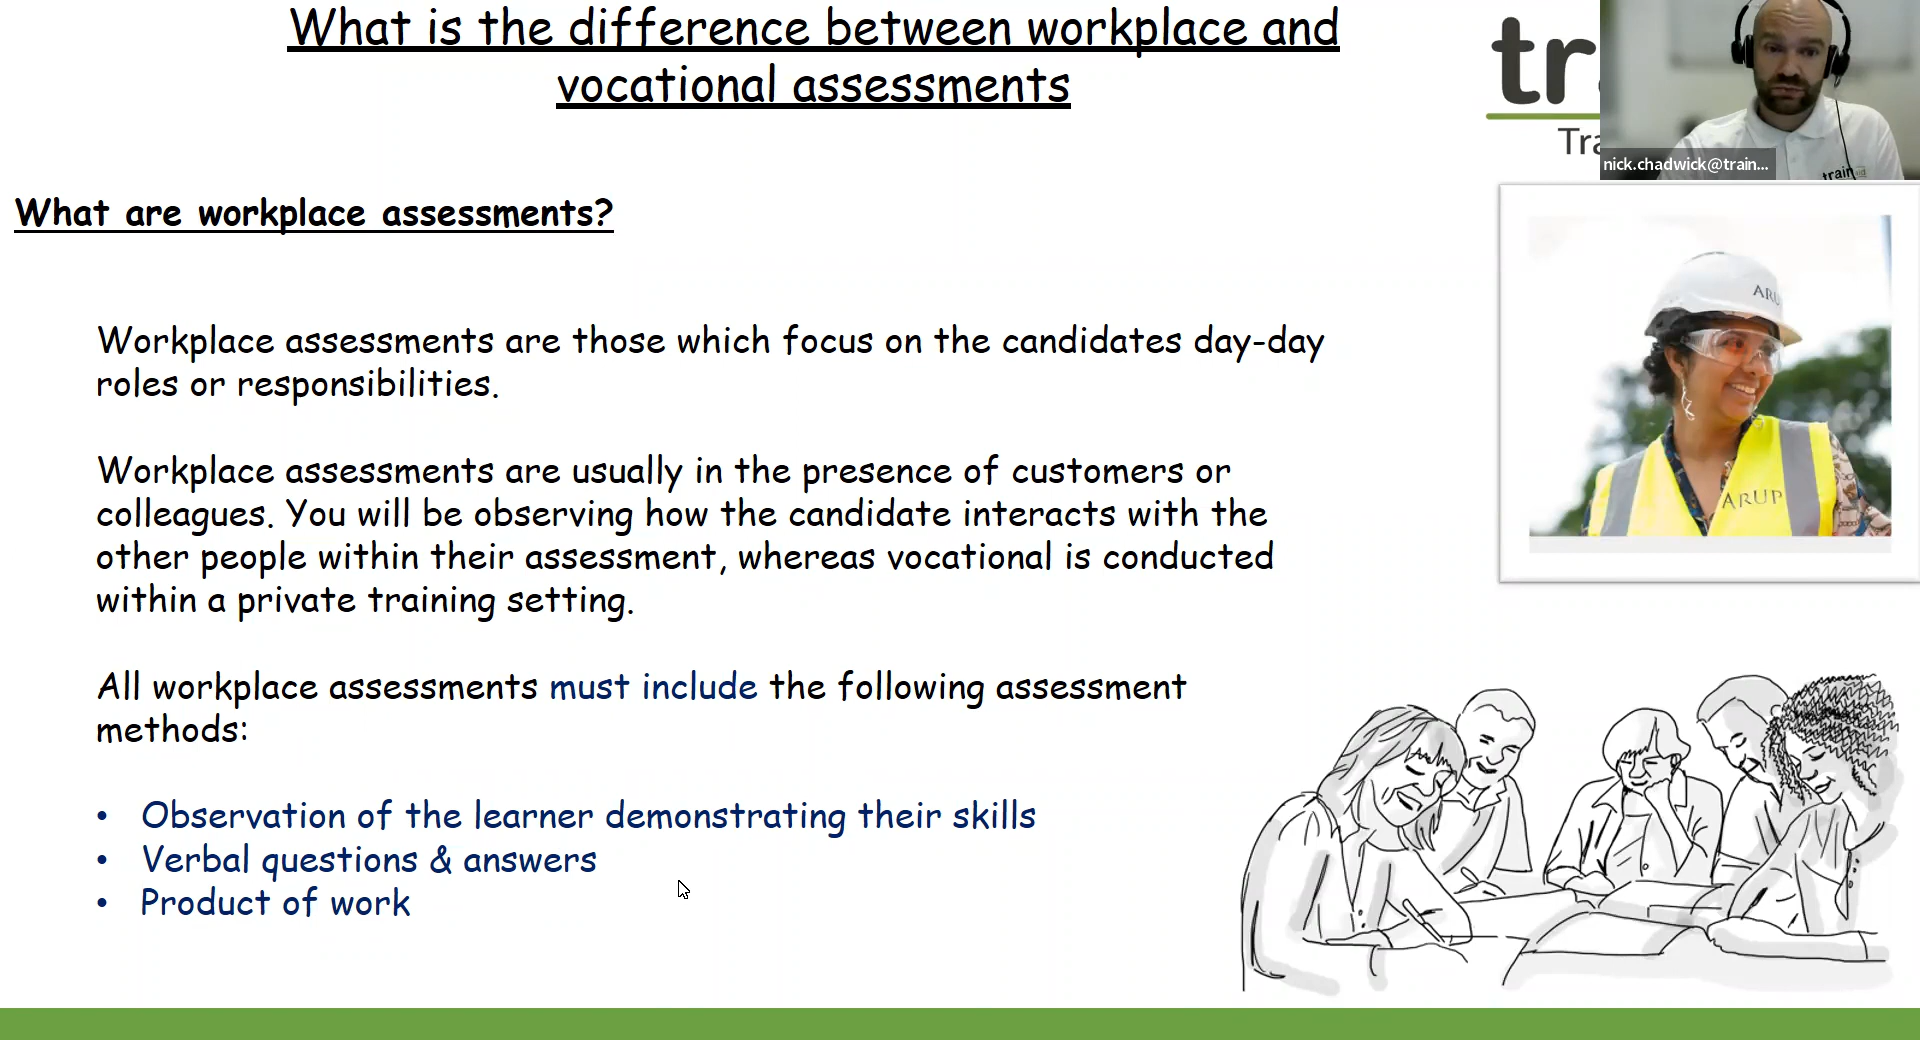 What is the difference between workplace and
vocational assessments
tr
Tra
nick.chadwick@train...
train
What are workplace assessments?
ARU
ARUP
Workplace assessments are those which focus on the candidates day-day
roles or responsibilities.
Workplace assessments are usually in the presence of customers or
colleagues. You will be observing how the candidate interacts with the
other people within their assessment, whereas vocational is conducted
within a private training setting.
All workplace assessments must include the following assessment
methods:
• Observation of the learner demonstrating their skills
• Verbal questions & answers
• Product of work